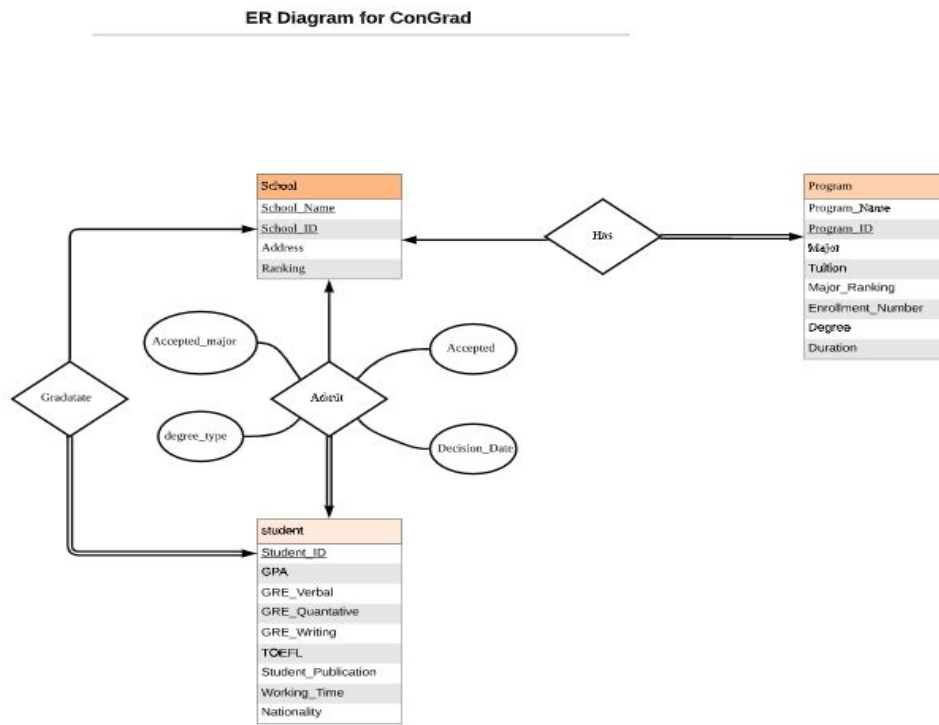 ER Diagram for ConGrad
School
School_Name
School_ID
Address
Ranking
Has
Program
Program_Name
Program_ID
Major
Tuition
Major_Ranking
Enrollment_Number
Degree
Duration
Accepted_major
Accepted
Gradutate
Admit
degree_type
Decision_Date
student
Student_ID
GPA
GRE_Verbal
GRE_Quantative
GRE_Writing
TOEFL
Student_Publication
Working_Time
Nationality